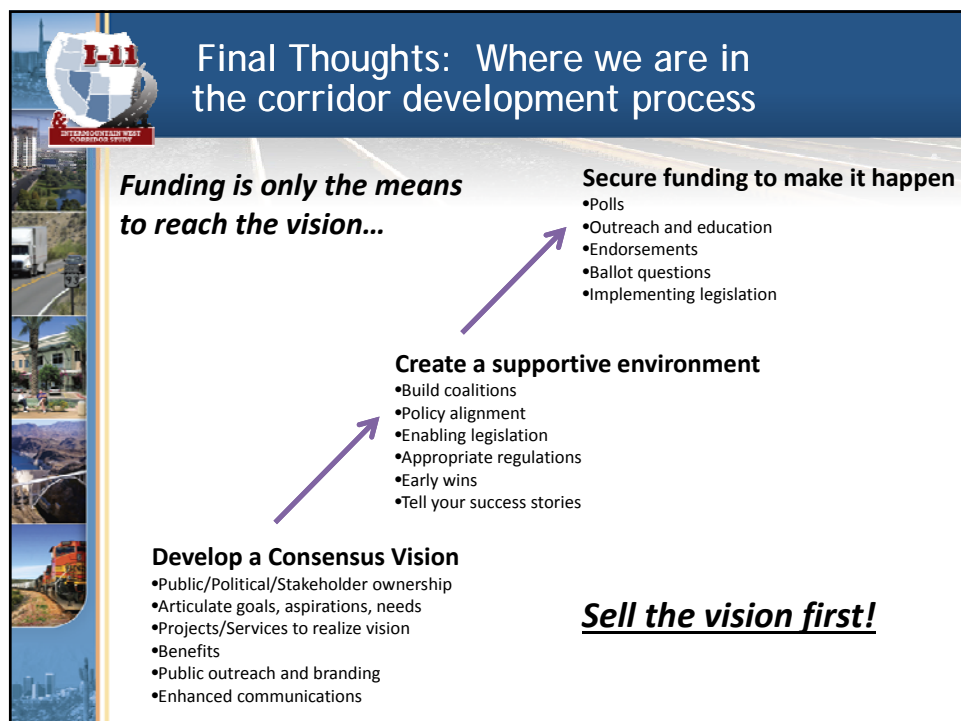 I-11
&
INTERMOUNTAIN WEST
CORRIDOR STUDY
Final Thoughts: Where we are in
the corridor development process
Funding is only the means
to reach the vision…
Secure funding to make it happen
•Polls
•Outreach and education
•Endorsements
•Ballot questions
•Implementing legislation
Create a supportive environment
•Build coalitions
•Policy alignment
•Enabling legislation
•Appropriate regulations
•Early wins
•Tell your success stories
Develop a Consensus Vision
•Public/Political/Stakeholder ownership
•Articulate goals, aspirations, needs
•Projects/Services to realize vision
•Benefits
•Public outreach and branding
•Enhanced communications
Sell the vision first!